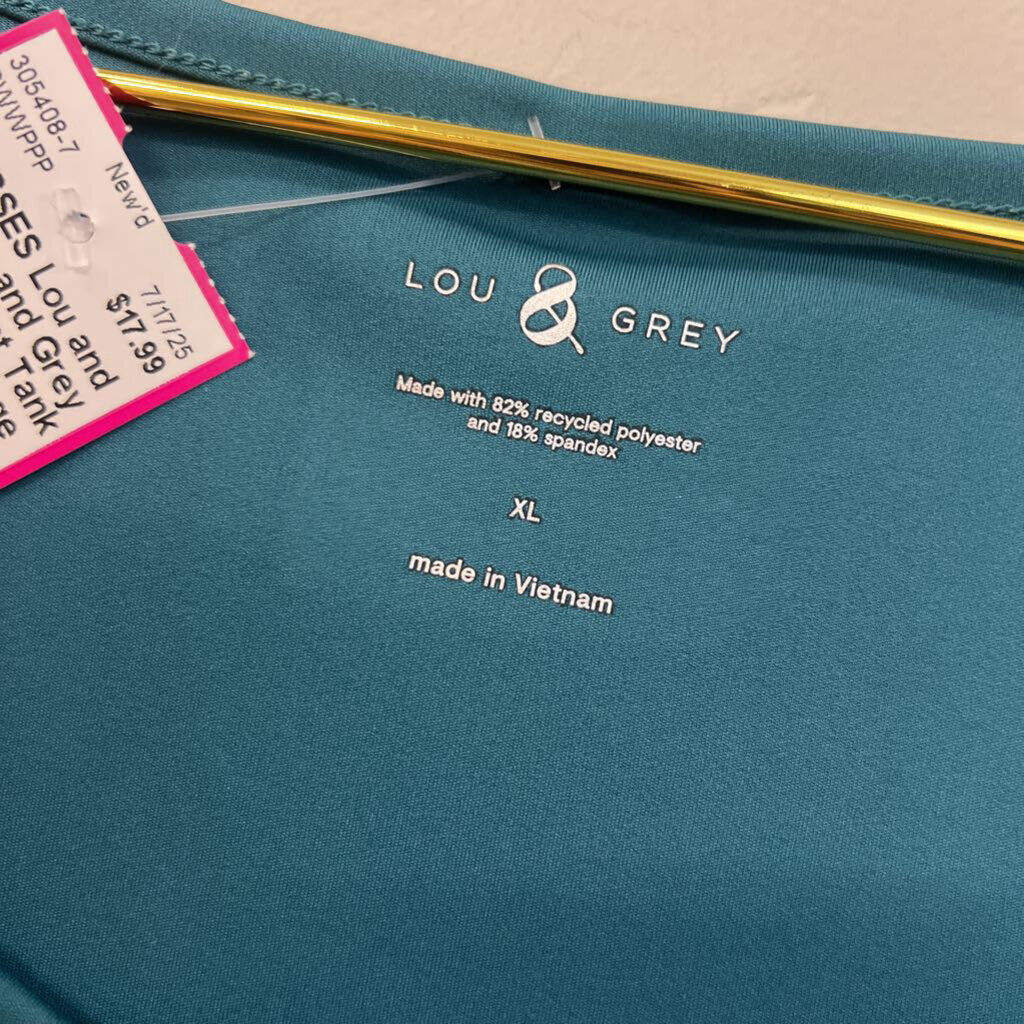 305408-7
New'd
7/17/25
$17.99
Lou and
and Grey
Tank
LOU & GREY
Made with 82% recycled polyester
and 18% spandex
XL
made in Vietnam